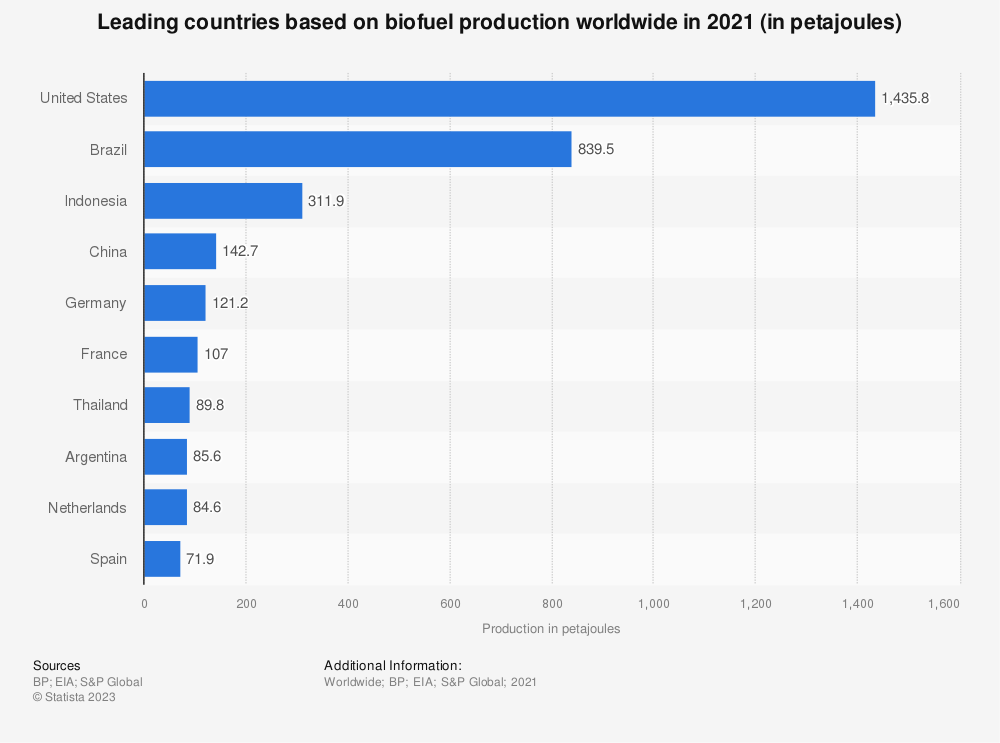 Leading countries based on biofuel production worldwide in 2021 (in petajoules)
United States 1,435.8
Brazil 839.5
Indonesia 311.9
China 142.7
Germany 121.2
France 107
Thailand 89.8
Argentina 85.6
Netherlands 84.6
Spain 71.9
0 200 400 600 800 1,000 1,200 1,400 1,600
Production in petajoules
Sources
BP; EIA; S&P Global
© Statista 2023
Additional Information:
Worldwide; BP; EIA; S&P Global; 2021